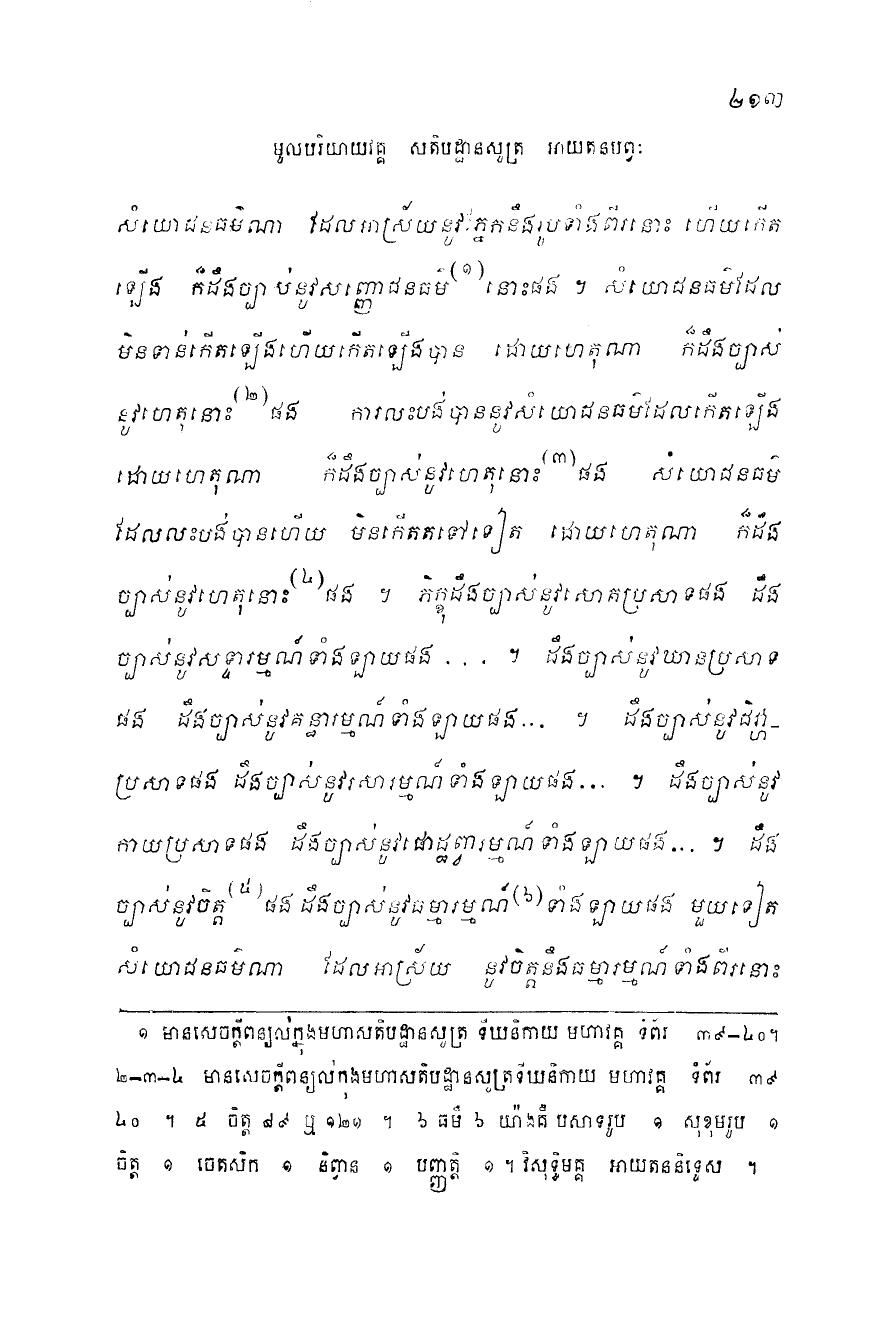 ២១៣
មូលបរិយាយវគ្គ សតិបដ្ឋានសូត្រ អាយតនបព្វៈ
សំយោជនធម៌ណា ដែលអាស្រ័យនូវភ្នែកនឹងរូបទាំងពីរនោះ ហើយកើត
ឡើង ក៏ដឹងច្បាស់នូវសញ្ញោជនធម៌(១)នោះផង ។ សំយោជនធម៌ដែល
មិនទាន់កើតឡើងហើយកើតឡើងបាន ដោយហេតុណា ក៏ដឹងច្បាស់
នូវហេតុនោះ(២)ផង ការលះបង់បាននូវសំយោជនធម៌ដែលកើតឡើង
ដោយហេតុណា ក៏ដឹងច្បាស់នូវហេតុនោះ(៣)ផង សំយោជនធម៌
ដែលលះបង់បានហើយ មិនកើតតទៅទៀត ដោយហេតុណា ក៏ដឹង
ច្បាស់នូវហេតុនោះ(៤)ផង ។ ភិក្ខុដឹងច្បាស់នូវសោតប្រសាទផង ដឹង
ច្បាស់នូវសទ្ទារម្មណ៍ទាំងឡាយផង . . . ។ ដឹងច្បាស់នូវឃានប្រសាទ
ផង ដឹងច្បាស់នូវគន្ធារម្មណ៍ទាំងឡាយផង... ។ ដឹងច្បាស់នូវជិវ្ហា-
ប្រសាទផង ដឹងច្បាស់នូវរសារម្មណ៍ទាំងឡាយផង... ។ ដឹងច្បាស់នូវ
កាយប្រសាទផង ដឹងច្បាស់នូវផោដ្ឋព្វារម្មណ៍ទាំងឡាយផង... ។ ដឹង
ច្បាស់នូវចិត្ត(៥)ផង ដឹងច្បាស់នូវធម្មារម្មណ៍(៦)ទាំងឡាយផង មួយទៀត
សំយោជនធម៌ណា ដែលអាស្រ័យ នូវចិត្តនឹងធម្មារម្មណ៍ទាំងពីរនោះ
១ មានសេចក្តីពន្យល់ក្នុងមហាសតិបដ្ឋានសូត្រ ទីឃនិកាយ មហាវគ្គ ទំព័រ ៣៩-៤០។
២-៣-៤ មានសេចក្តីពន្យល់ក្នុងមហាសតិបដ្ឋានសូត្រទីឃនិកាយ មហាវគ្គ ទំព័រ ៣៩
៤០ ។ ៥ ចិត្ត ៨៩ ឬ ១២១ ។ ៦ ធម៌ ៦ យ៉ាងគឺ បសាទរូប ១ សុខុមរូប ១
ចិត្ត ១ ចេតសិក ១ និព្វាន ១ បញ្ញត្តិ ១ ។ វិសុទ្ធិមគ្គ អាយតននិទ្ទេស ។